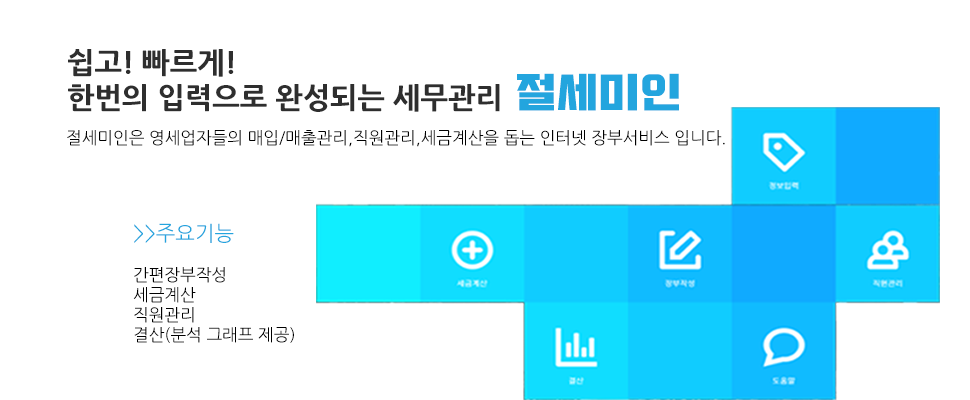 쉽고! 빠르게!
한번의 입력으로 완성되는 세무관리 절세미인
절세미인은 영세업자들의 매입/매출관리,직원관리,세금계산을 돕는 인터넷 장부서비스 입니다.
정보입력
>>주요기능
간편장부작성
세금계산
직원관리
결산(분석 그래프 제공)
세금계산
장부작성
직원관리
결산
도움말